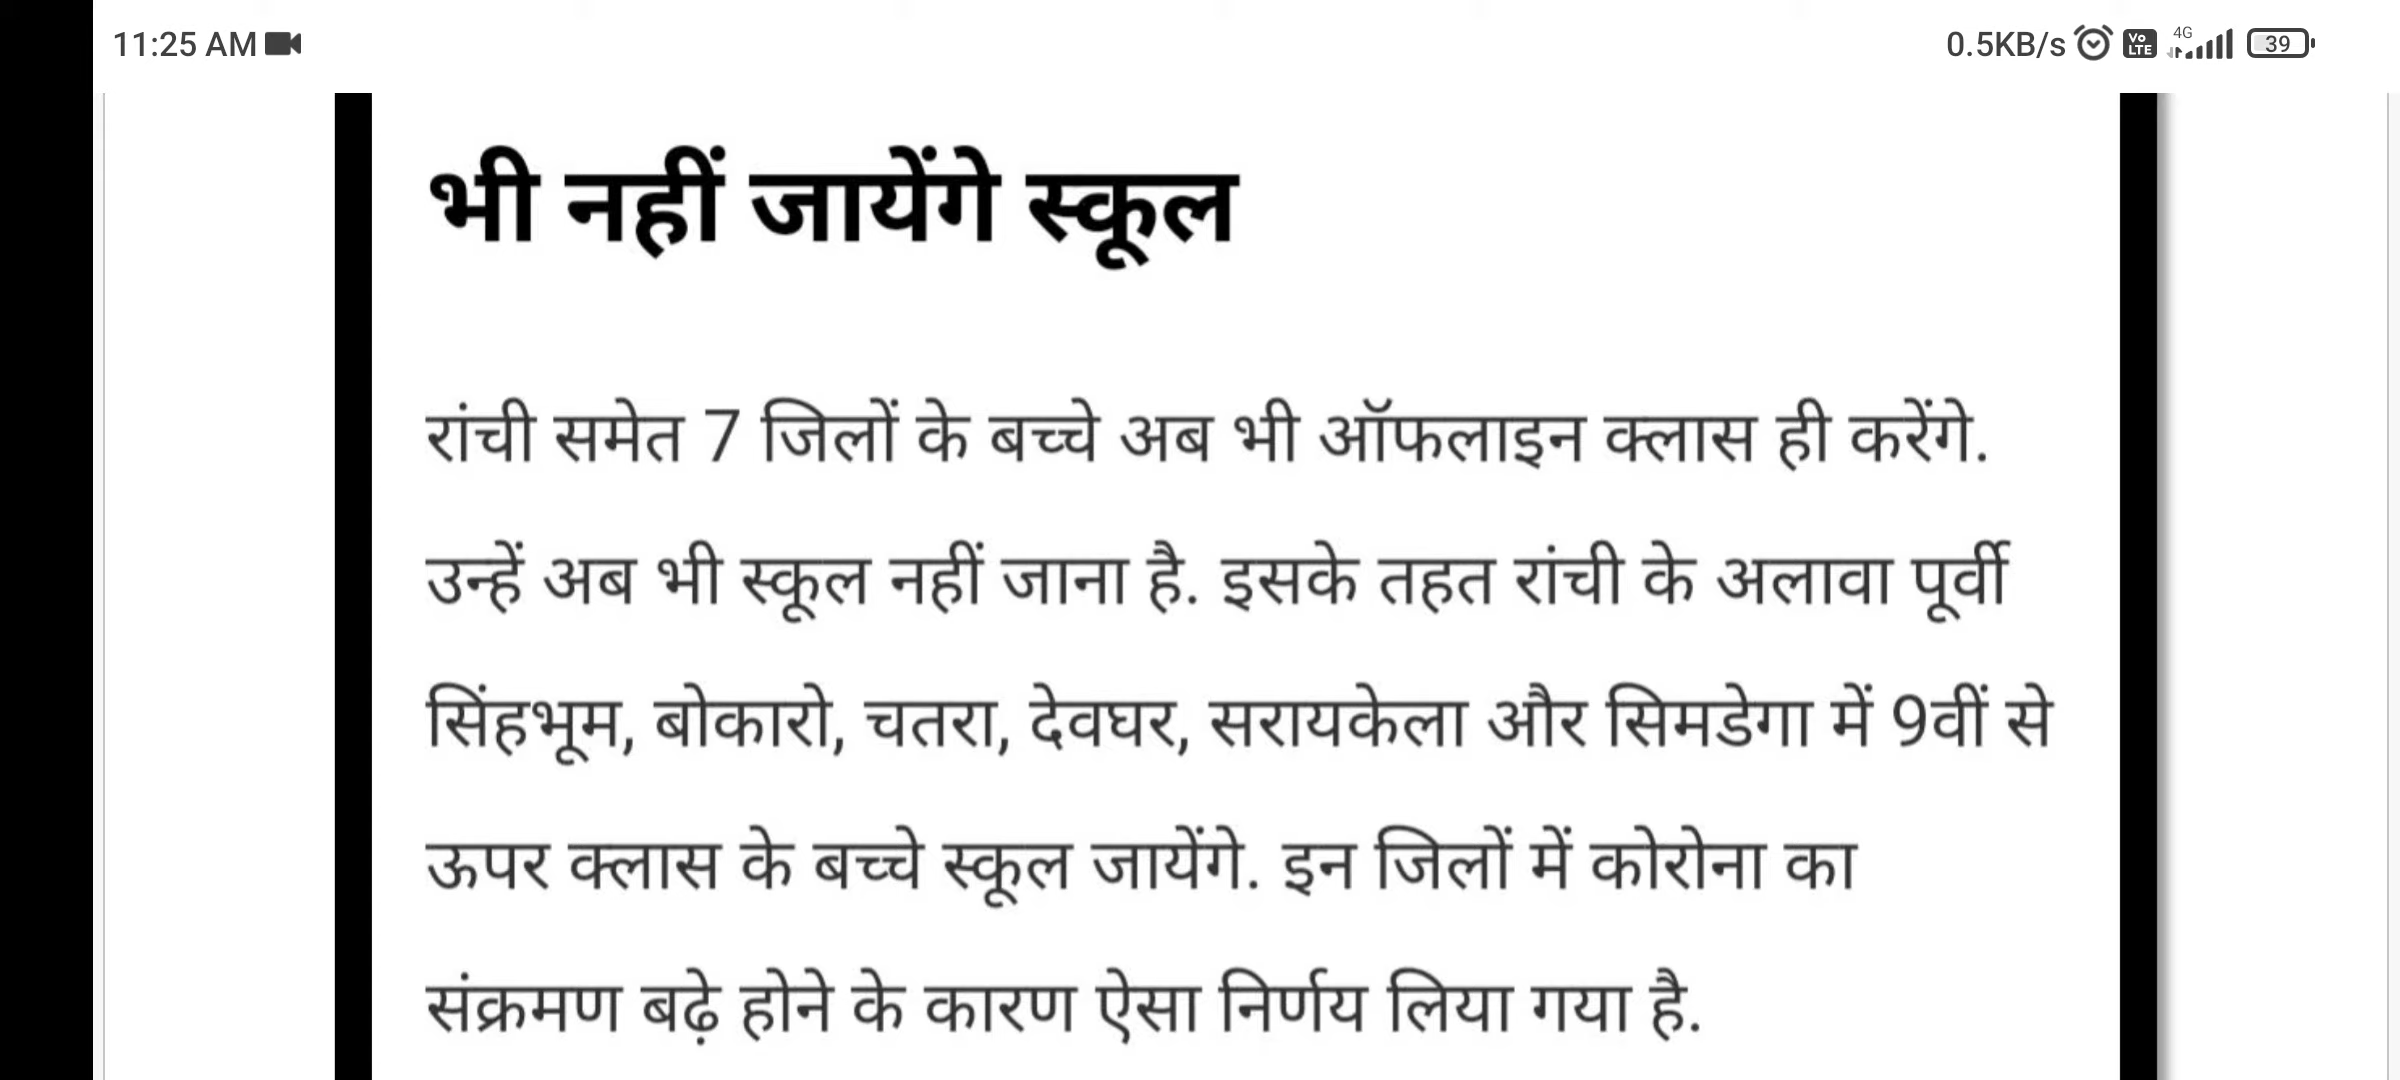 11:25 AM 0.5KB/s Vo LTE 4G 39
भी नहीं जायेंगे स्कूल
रांची समेत 7 जिलों के बच्चे अब भी ऑफलाइन क्लास ही करेंगे.
उन्हें अब भी स्कूल नहीं जाना है. इसके तहत रांची के अलावा पूर्वी
सिंहभूम, बोकारो, चतरा, देवघर, सरायकेला और सिमडेगा में 9वीं से
ऊपर क्लास के बच्चे स्कूल जायेंगे. इन जिलों में कोरोना का
संक्रमण बढ़े होने के कारण ऐसा निर्णय लिया गया है.